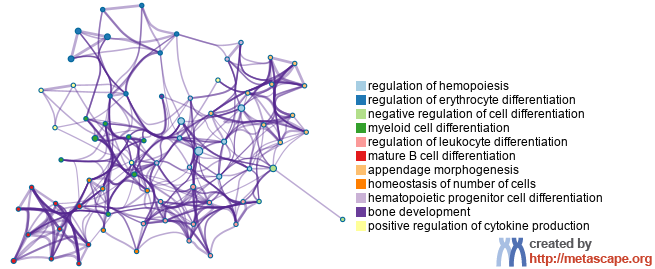 regulation of hemopoiesis
regulation of erythrocyte differentiation
negative regulation of cell differentiation
myeloid cell differentiation
regulation of leukocyte differentiation
mature B cell differentiation
appendage morphogenesis
homeostasis of number of cells
hematopoietic progenitor cell differentiation
bone development
positive regulation of cytokine production
created by
http://metascape.org